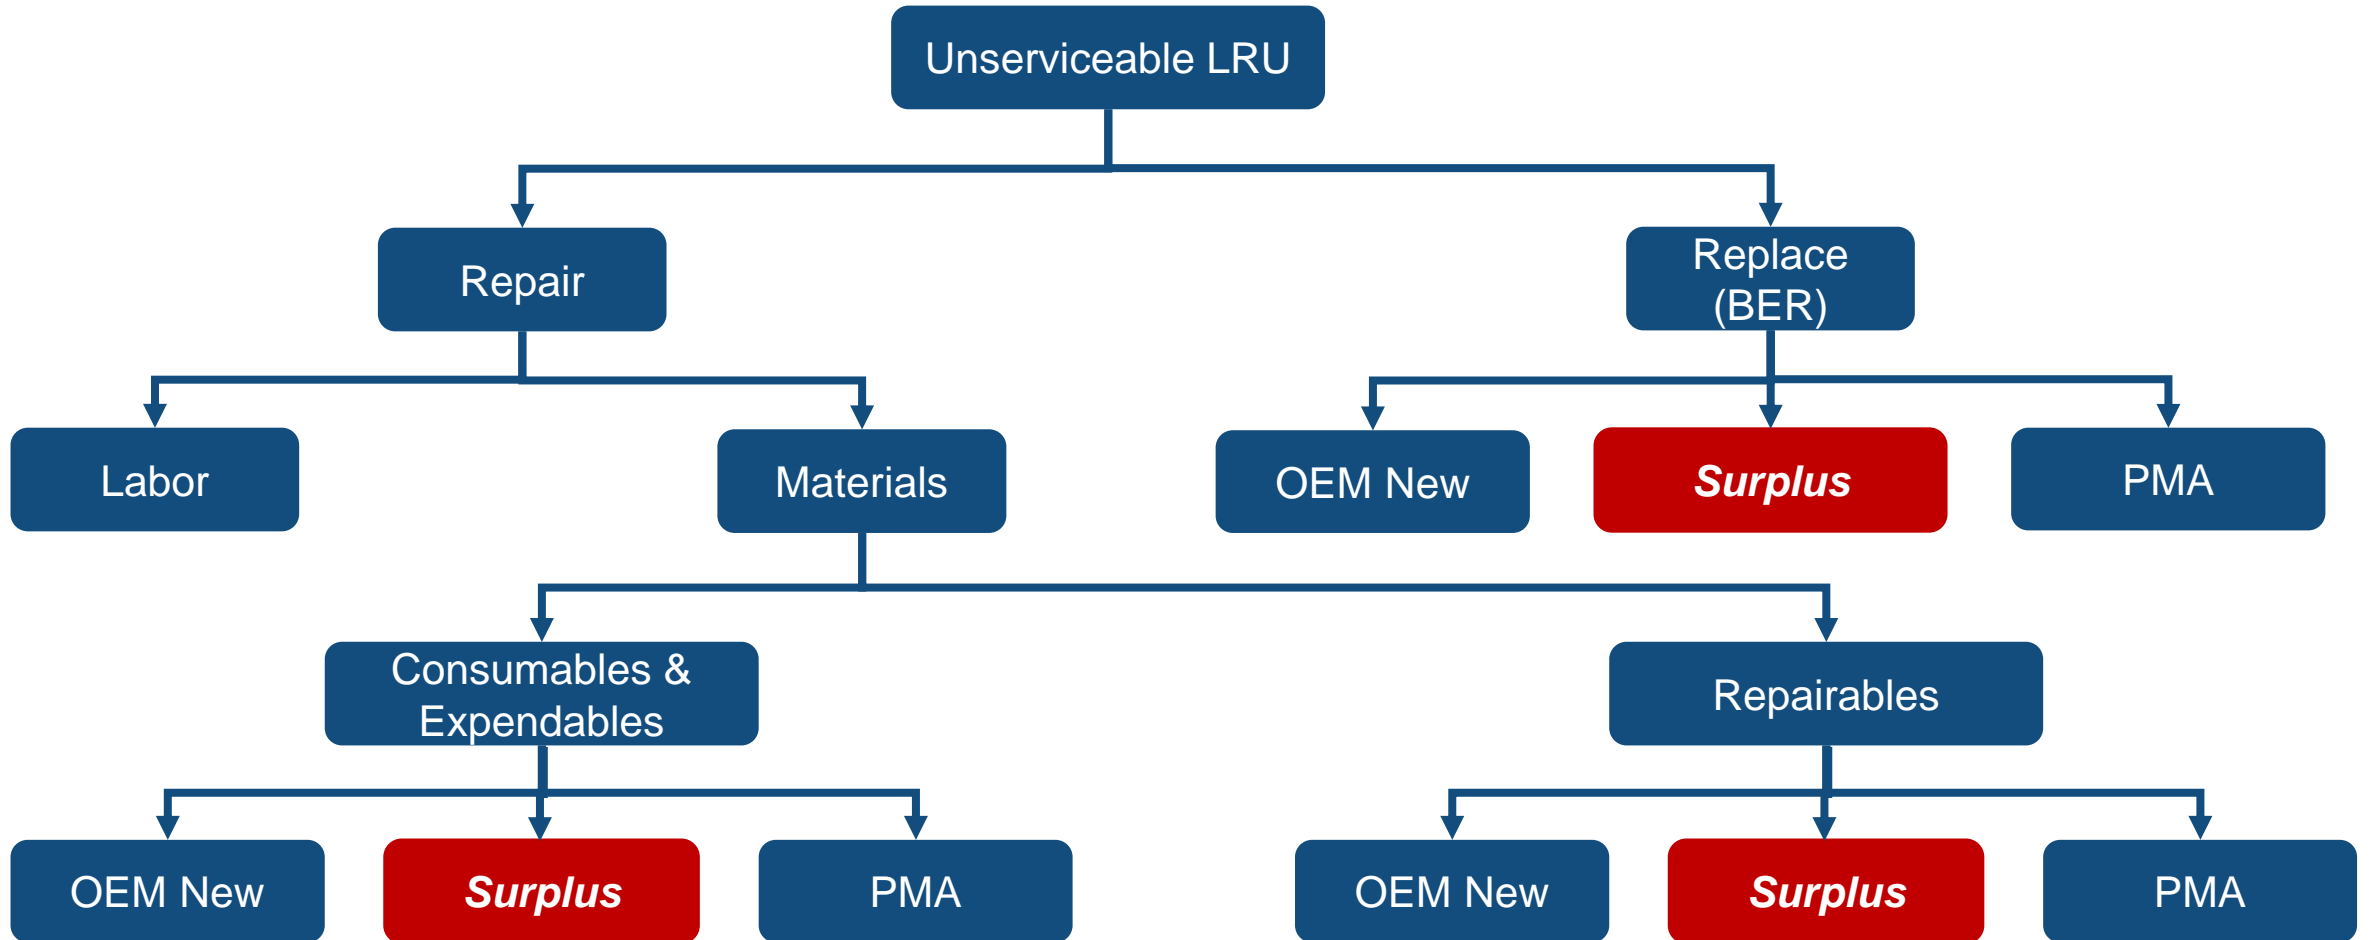 Unserviceable LRU
Repair
Replace
(BER)
Labor
Materials
OEM New
Surplus
PMA
Consumables &
Expendables
Repairables
OEM New
Surplus
PMA
OEM New
Surplus
PMA